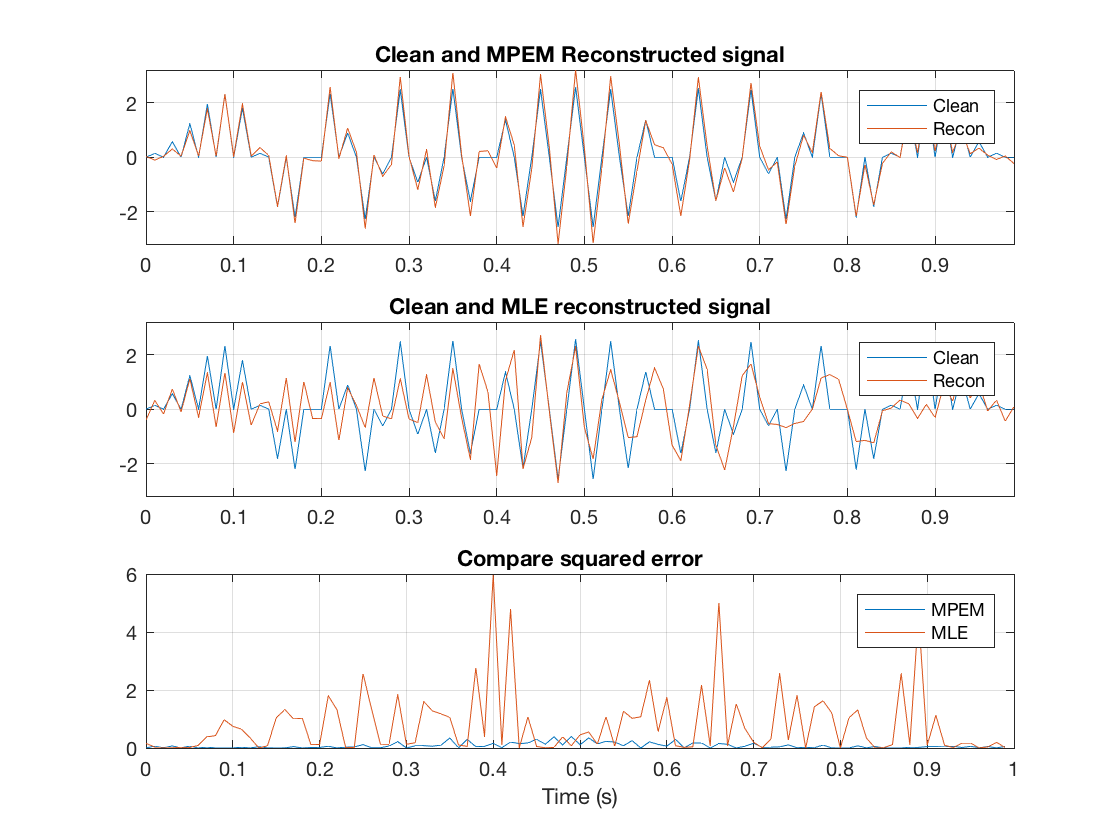 Clean and MPEM Reconstructed signal
2
0
-2
Clean
Recon
0 0.1 0.2 0.3 0.4 0.5 0.6 0.7 0.8 0.9
Clean and MLE reconstructed signal
2
0
-2
Clean
Recon
0 0.1 0.2 0.3 0.4 0.5 0.6 0.7 0.8 0.9
Compare squared error
6
4
2
0
MPEM
MLE
0 0.1 0.2 0.3 0.4 0.5 0.6 0.7 0.8 0.9 1
Time (s)